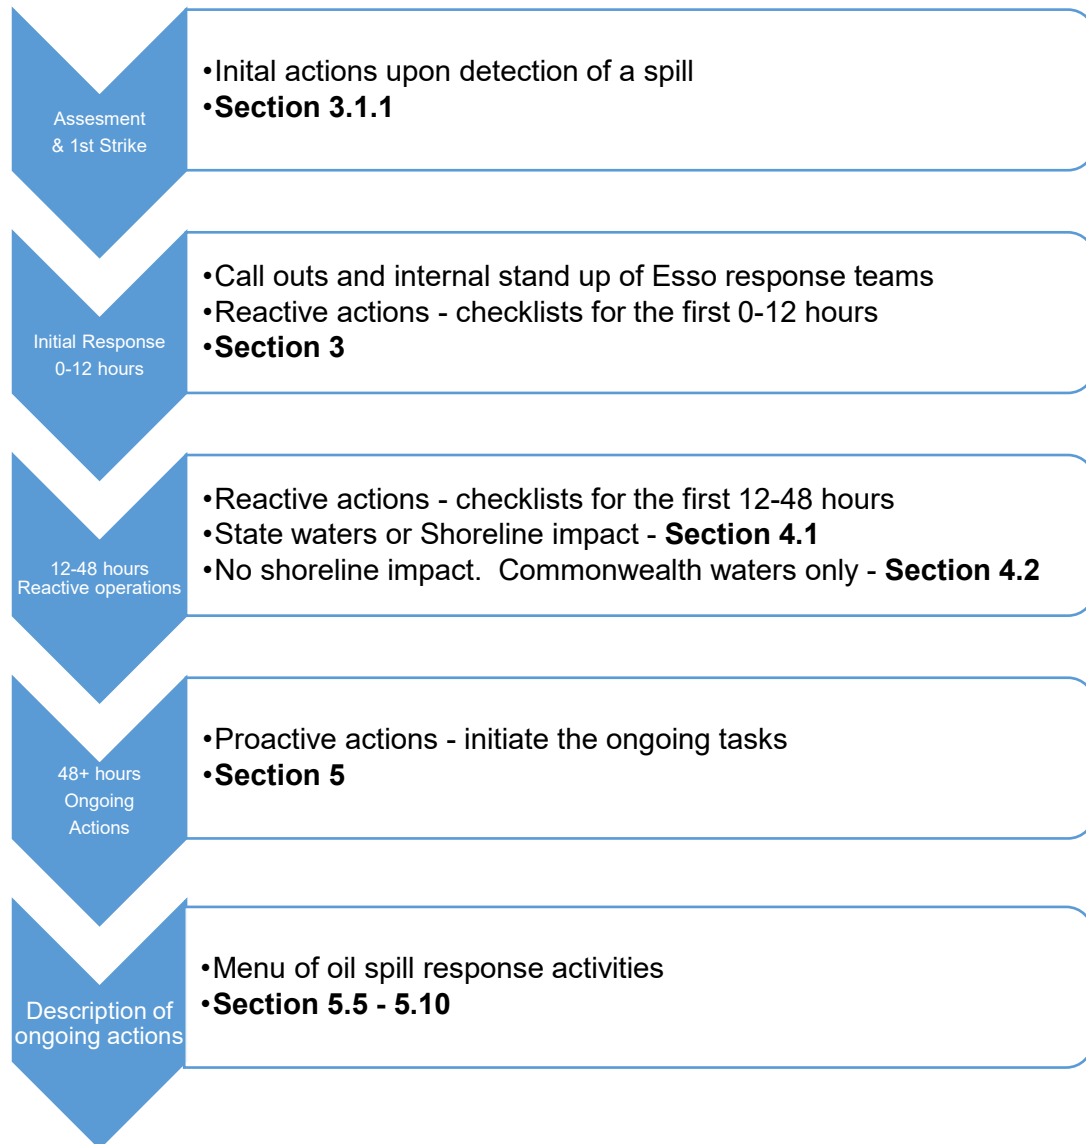 Assesment
& 1st Strike
•Inital actions upon detection of a spill
•Section 3.1.1
Initial Response
0-12 hours
•Call outs and internal stand up of Esso response teams
•Reactive actions - checklists for the first 0-12 hours
•Section 3
12-48 hours
Reactive operations
•Reactive actions - checklists for the first 12-48 hours
•State waters or Shoreline impact - Section 4.1
•No shoreline impact.  Commonwealth waters only - Section 4.2
48+ hours
Ongoing
Actions
•Proactive actions - initiate the ongoing tasks
•Section 5
Description of
ongoing actions
•Menu of oil spill response activities
•Section 5.5 - 5.10